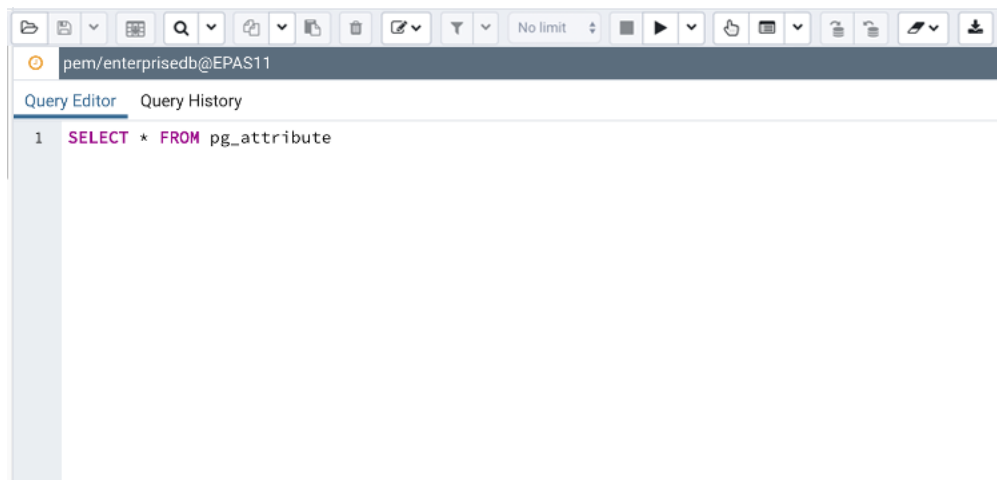 No limit
pem/enterprisedb@EPAS11
Query Editor Query History
1 SELECT * FROM pg_attribute